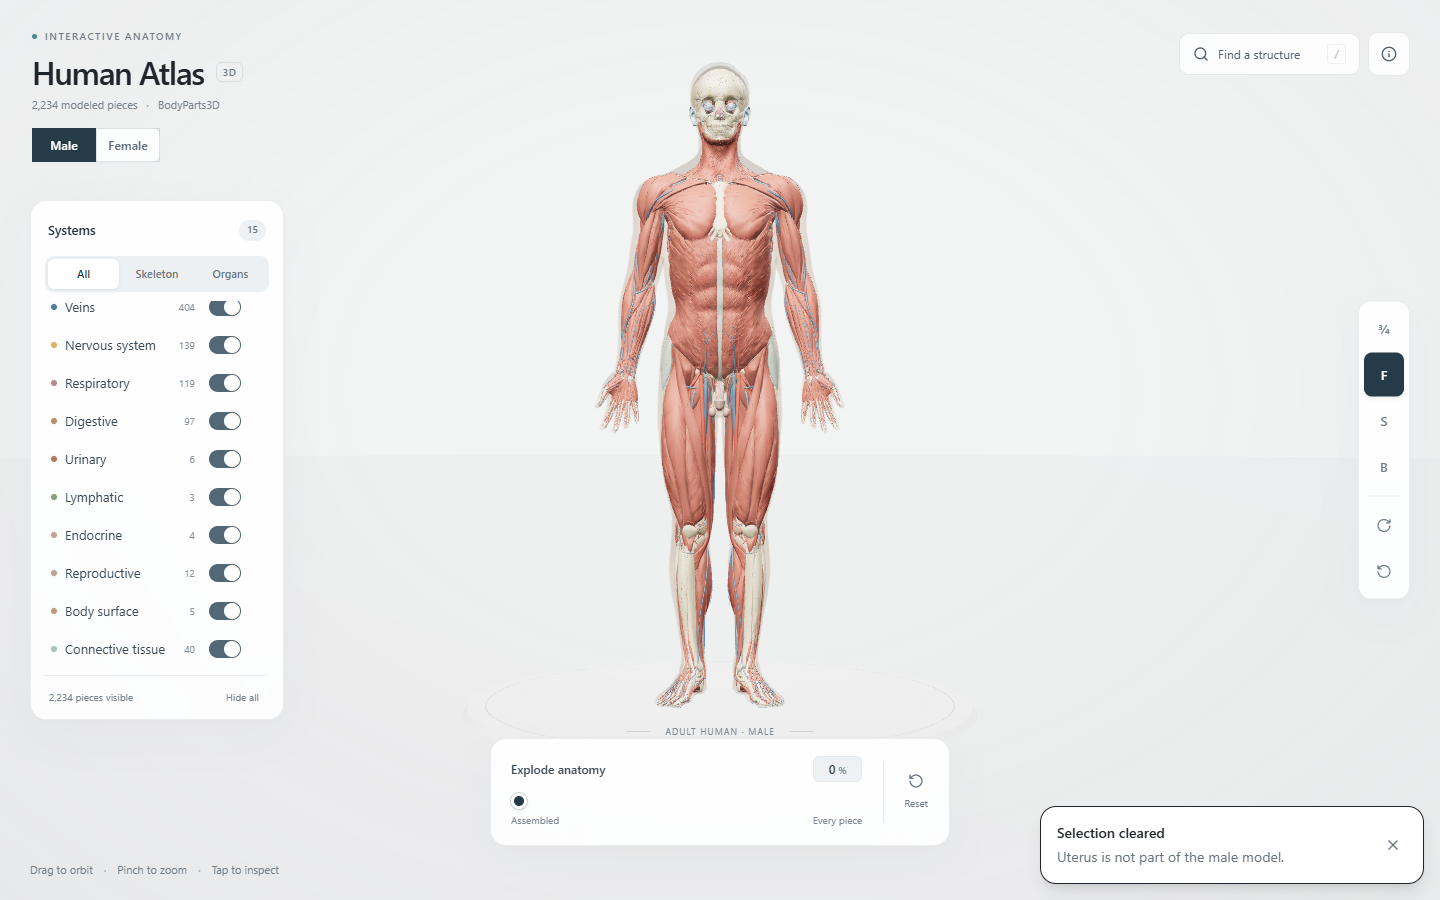 INTERACTIVE ANATOMY
Human Atlas 3D
2,234 modeled pieces · BodyParts3D
Male Female
Find a structure /
Systems 15
All Skeleton Organs
Veins 404
Nervous system 139
Respiratory 119
Digestive 97
Urinary 6
Lymphatic 3
Endocrine 4
Reproductive 12
Body surface 5
Connective tissue 40
2,234 pieces visible Hide all
¾
F
S
B
ADULT HUMAN · MALE
Explode anatomy 0 %
Assembled Every piece
Reset
Selection cleared
Uterus is not part of the male model.
Drag to orbit · Pinch to zoom · Tap to inspect